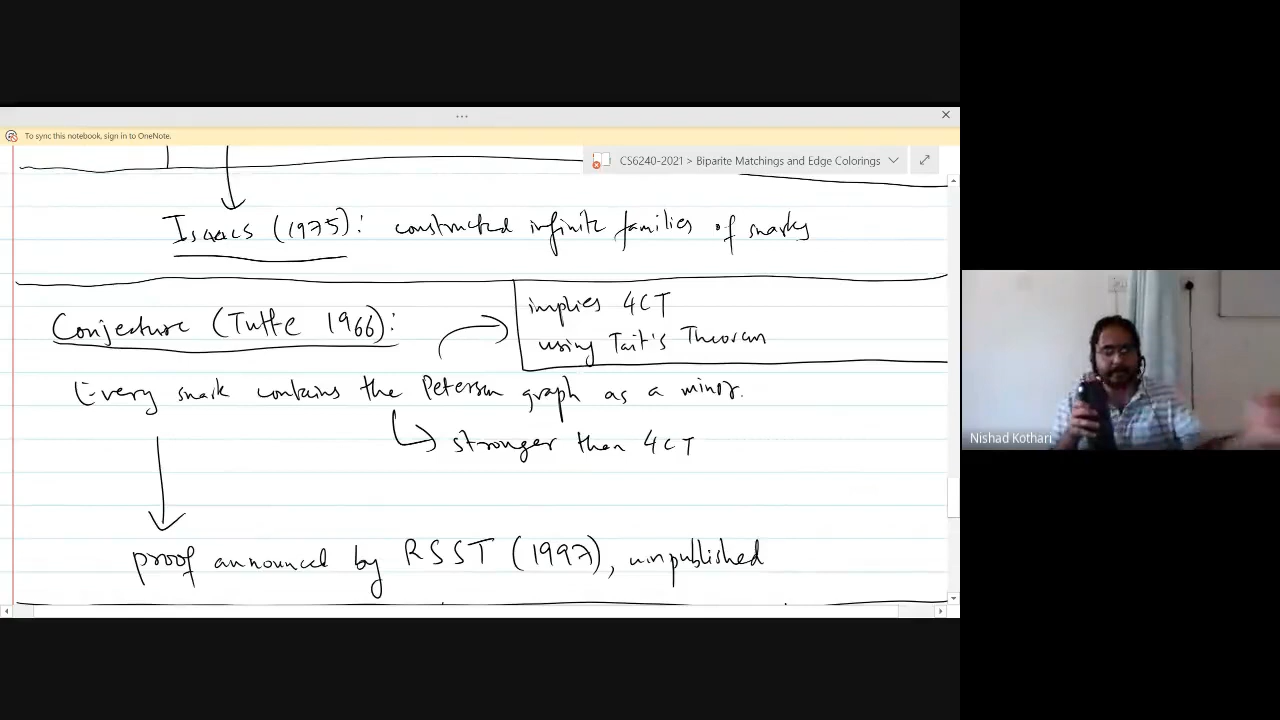 ...
To sync this notebook, sign in to OneNote.
CS6240-2021 > Biparite Matchings and Edge Colorings
Isaacs (1975): constructed infinite families of snarks
implies 4CT
using Tait's Theorem
Conjecture (Tutte 1966):
Every snark contains the Petersen graph as a minor.
stronger than 4CT
proof announced by RSST (1997), unpublished
Nishad Kothari